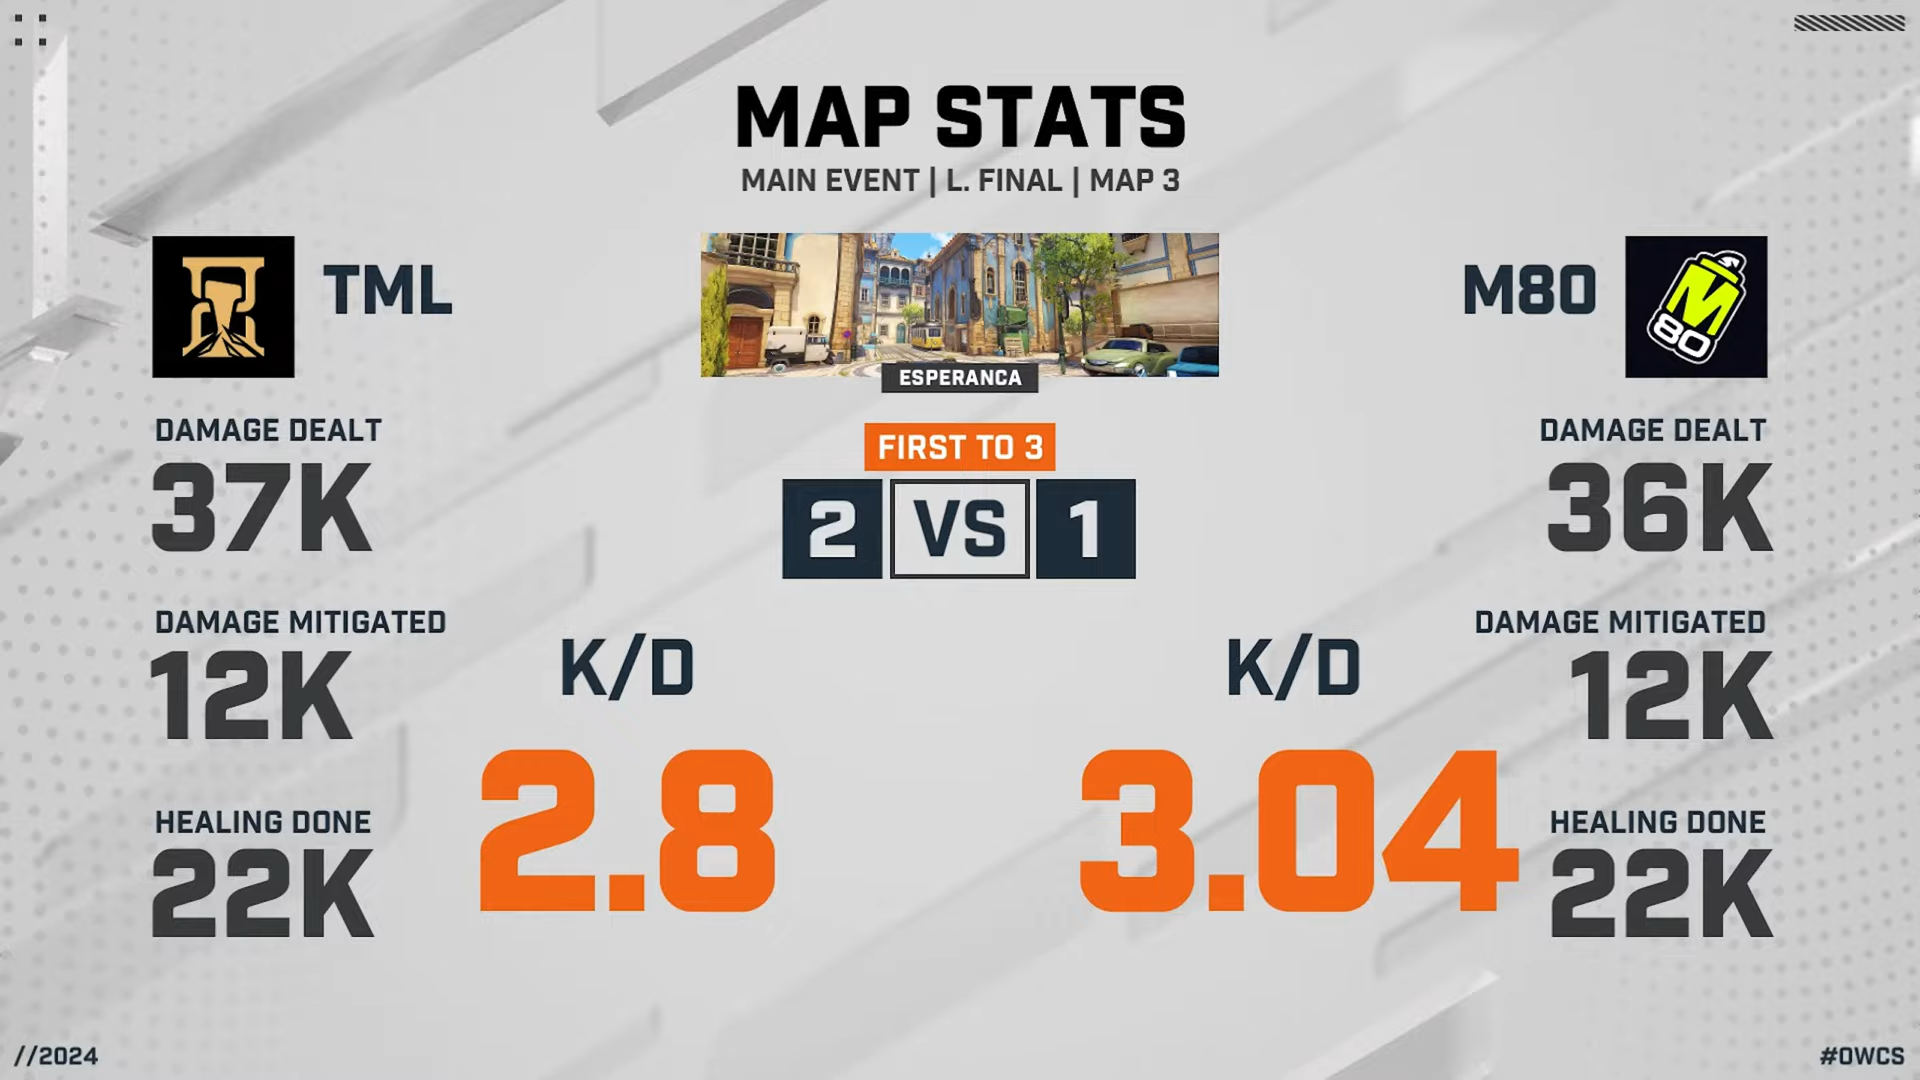 MAP STATS
MAIN EVENT | L. FINAL | MAP 3
TML
M80
M
80
ESPERANCA
FIRST TO 3
2 VS 1
DAMAGE DEALT
37K
DAMAGE MITIGATED
12K
HEALING DONE
22K
K/D
2.8
K/D
3.04
DAMAGE DEALT
36K
DAMAGE MITIGATED
12K
HEALING DONE
22K
//2024
#OWCS